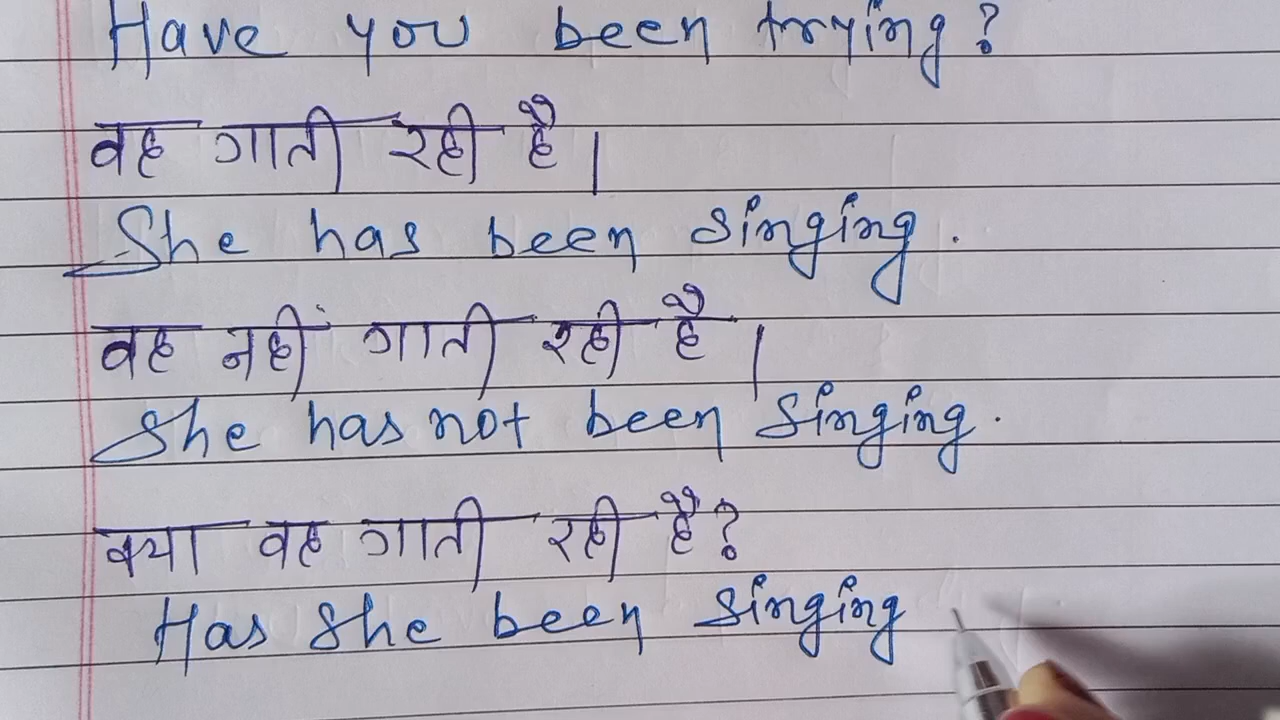 Have you been trying?
वह गाती रही है।
She has been singing.
वह नहीं गाती रही है।
She has not been singing.
क्या वह गाती रही है?
Has she been singing